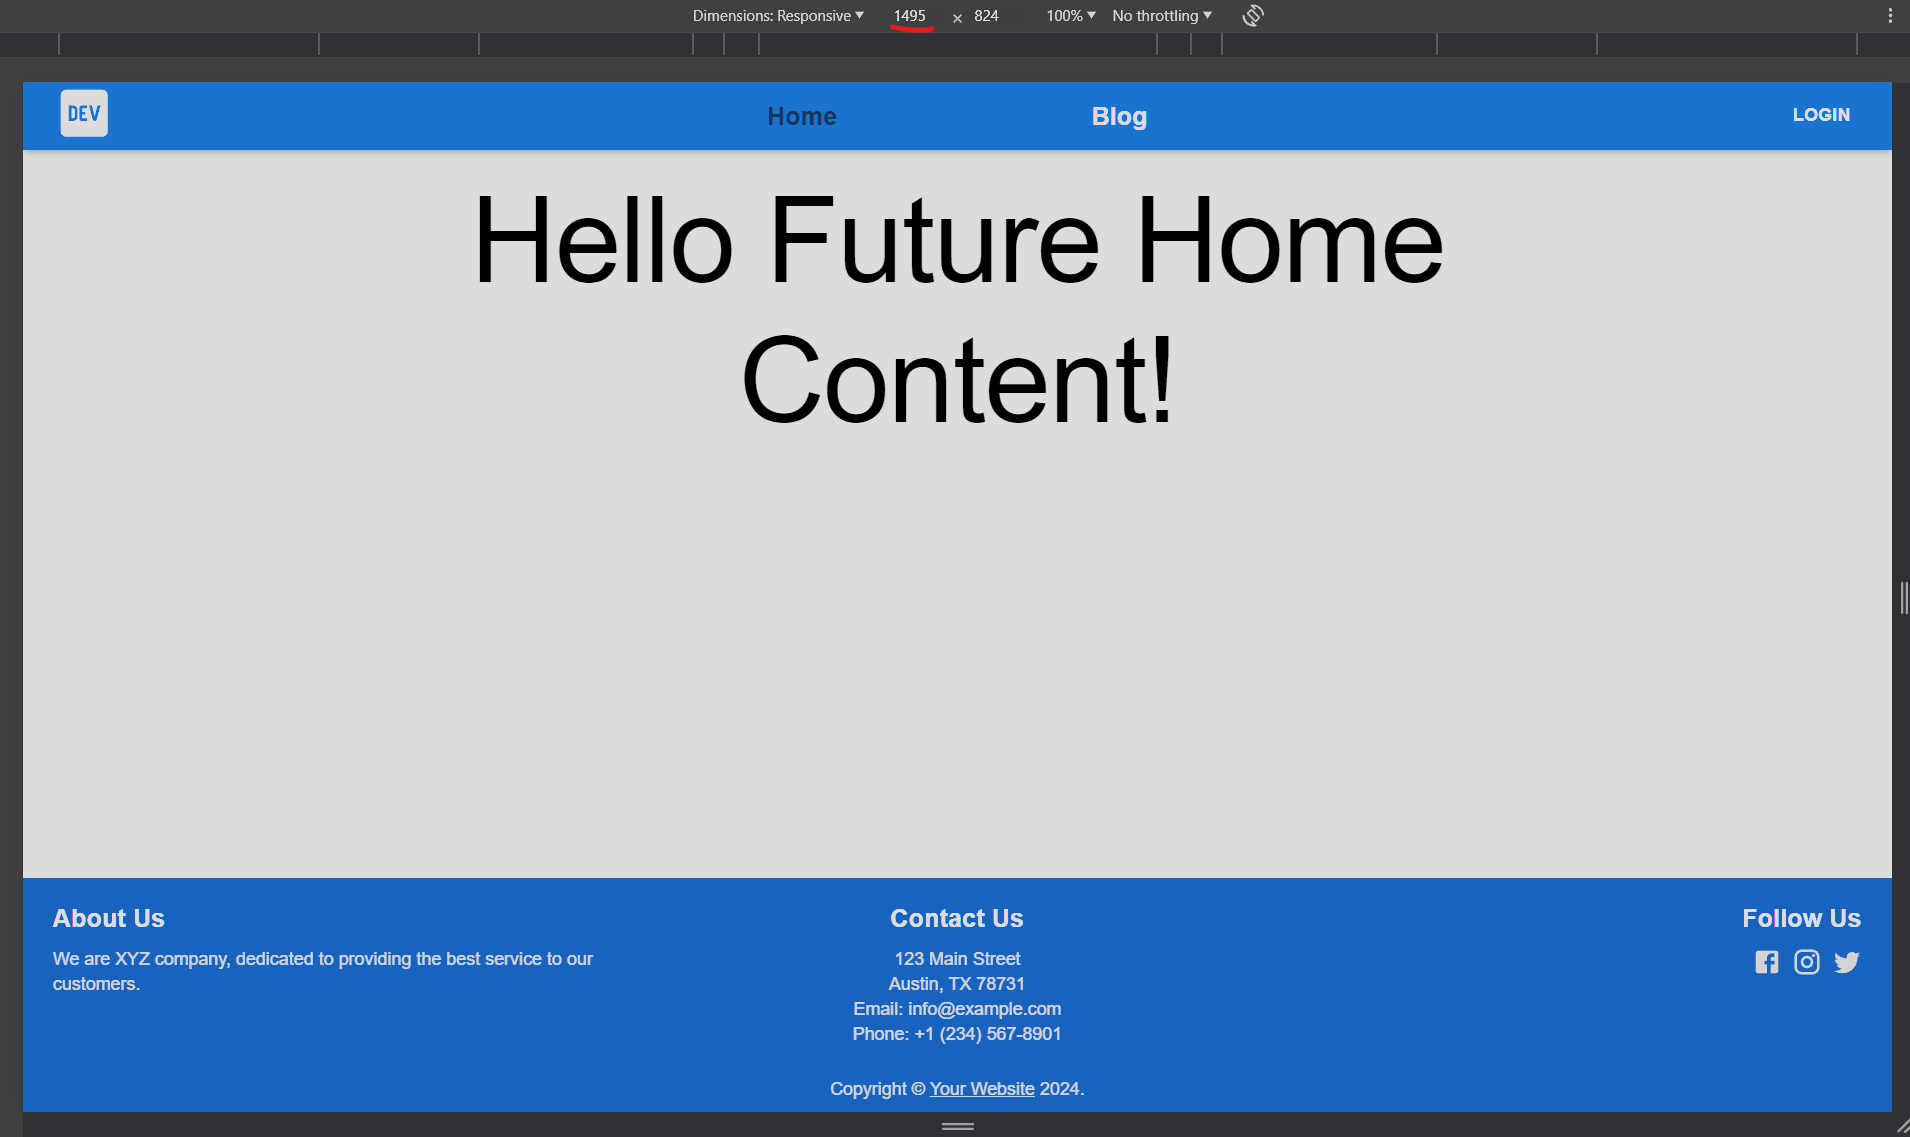 Dimensions: Responsive 1495 × 824 100% No throttling
DEV Home Blog LOGIN
Hello Future Home
Content!
About Us
We are XYZ company, dedicated to providing the best service to our
customers.
Contact Us
123 Main Street
Austin, TX 78731
Email: info@example.com
Phone: +1 (234) 567-8901
Follow Us
Copyright © Your Website 2024.